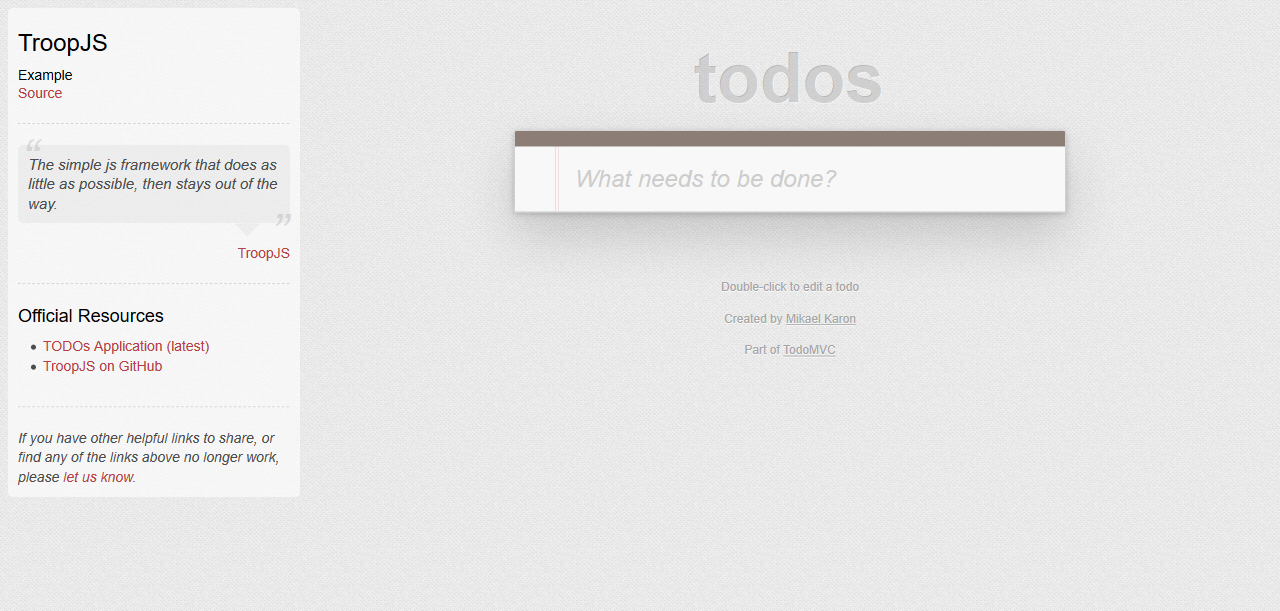 TroopJS
Example
Source
“
The simple js framework that does as
little as possible, then stays out of the
way.
”
TroopJS
Official Resources
TODOs Application (latest)
TroopJS on GitHub
If you have other helpful links to share, or
find any of the links above no longer work,
please let us know.
todos
What needs to be done?
Double-click to edit a todo
Created by Mikael Karon
Part of TodoMVC